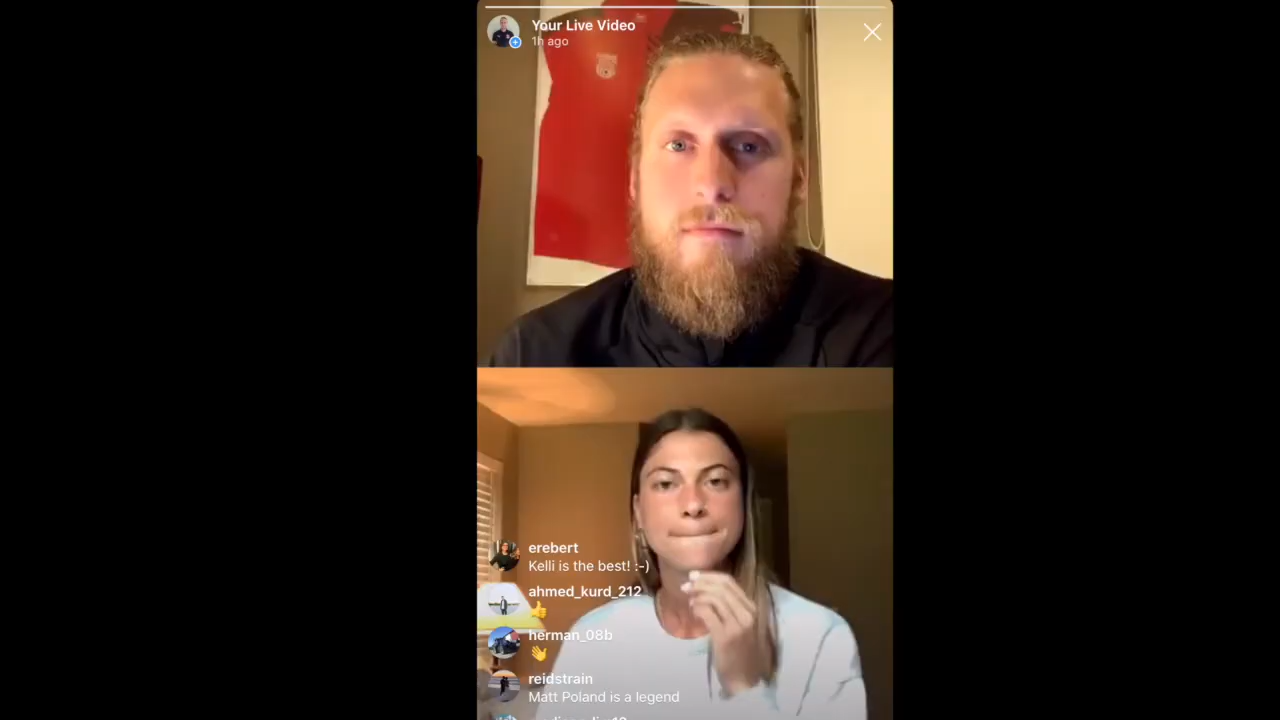 Your Live Video
1h ago
erebert
Kelli is the best! :-)
ahmed_kurd_212
👍
herman_08b
👋
reidstrain
Matt Poland is a legend